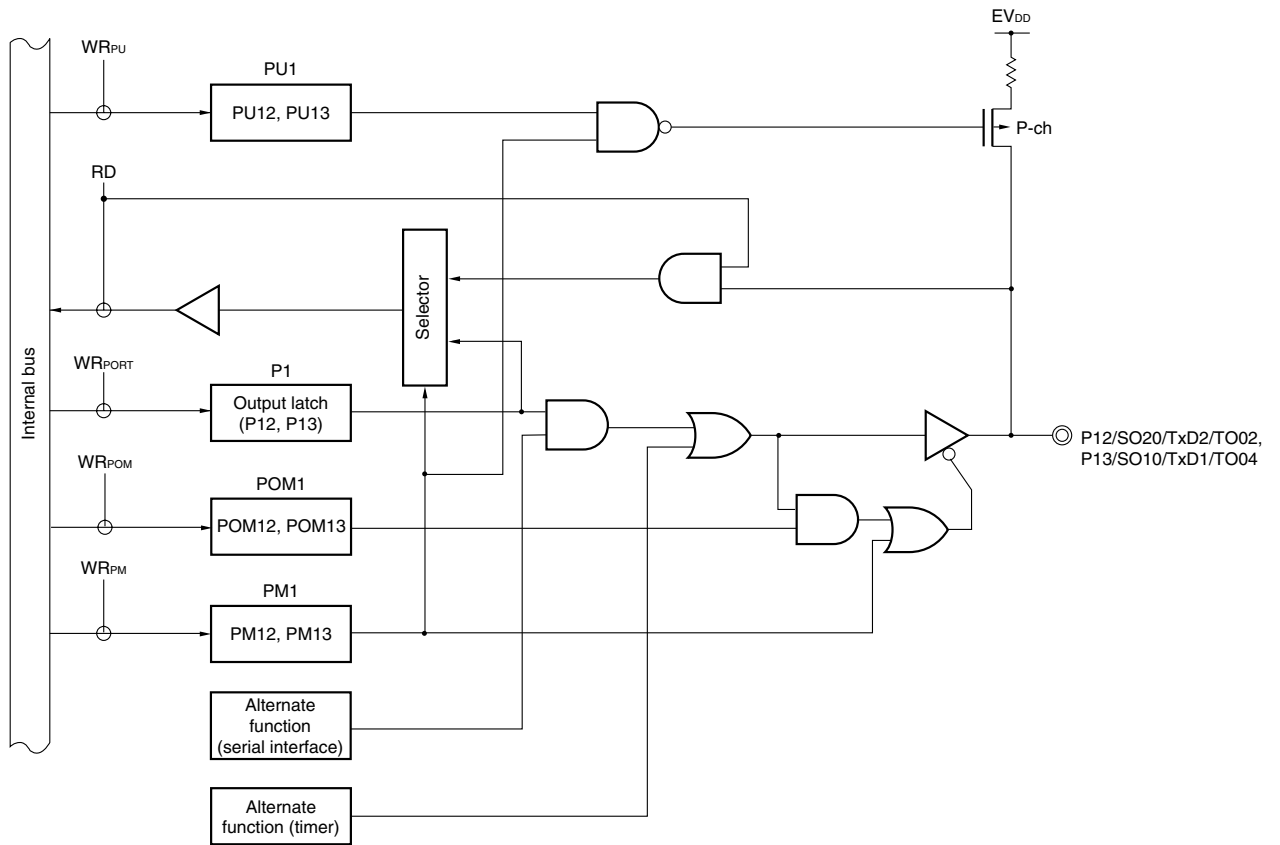 EVDD
WRPU
PU1
PU12, PU13
P-ch
RD
Selector
Internal bus
WRPORT
P1
Output latch
(P12, P13)
P12/SO20/TxD2/TO02,
P13/SO10/TxD1/TO04
WRPOM
POM1
POM12, POM13
WRPM
PM1
PM12, PM13
Alternate
function
(serial interface)
Alternate
function (timer)